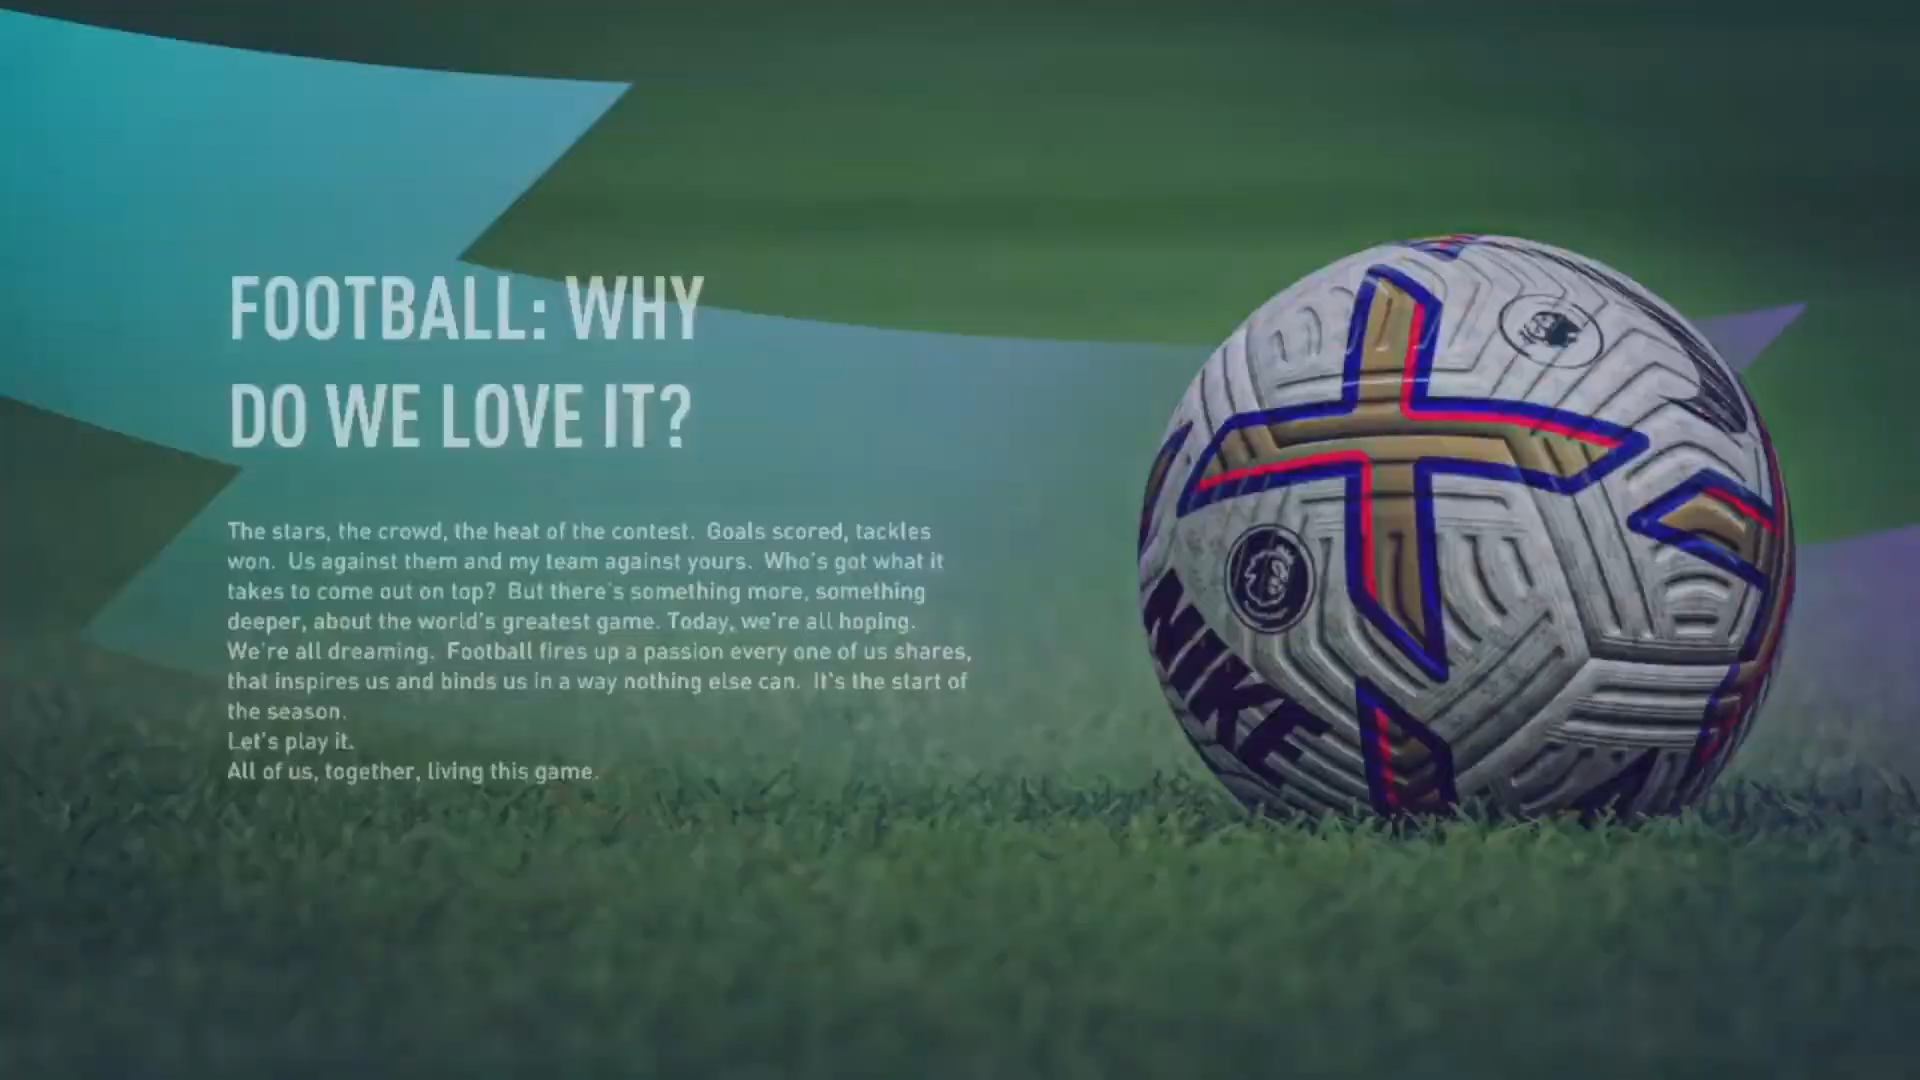 FOOTBALL: WHY
DO WE LOVE IT?
The stars, the crowd, the heat of the contest.  Goals scored, tackles
won.  Us against them and my team against yours.  Who's got what it
takes to come out on top?  But there's something more, something
deeper, about the world's greatest game. Today, we're all hoping.
We're all dreaming.  Football fires up a passion every one of us shares,
that inspires us and binds us in a way nothing else can.  It's the start of
the season.
Let's play it.
All of us, together, living this game.
NIKE